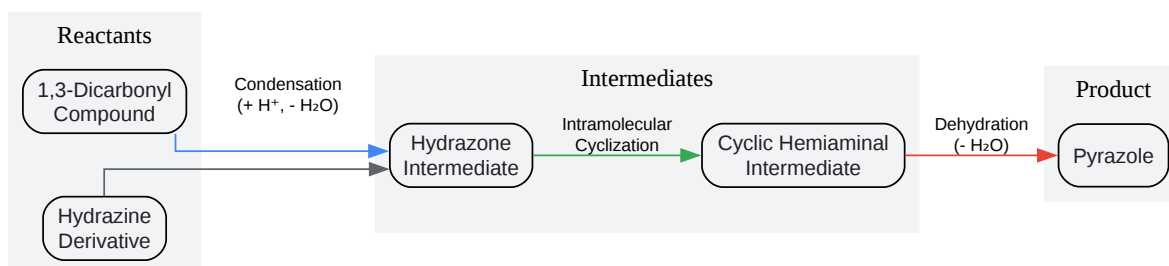 Reactants
1,3-Dicarbonyl
Compound
Hydrazine
Derivative
Condensation
(+ H⁺, - H₂O)
Intermediates
Hydrazone
Intermediate
Intramolecular
Cyclization
Cyclic Hemiaminal
Intermediate
Dehydration
(- H₂O)
Product
Pyrazole